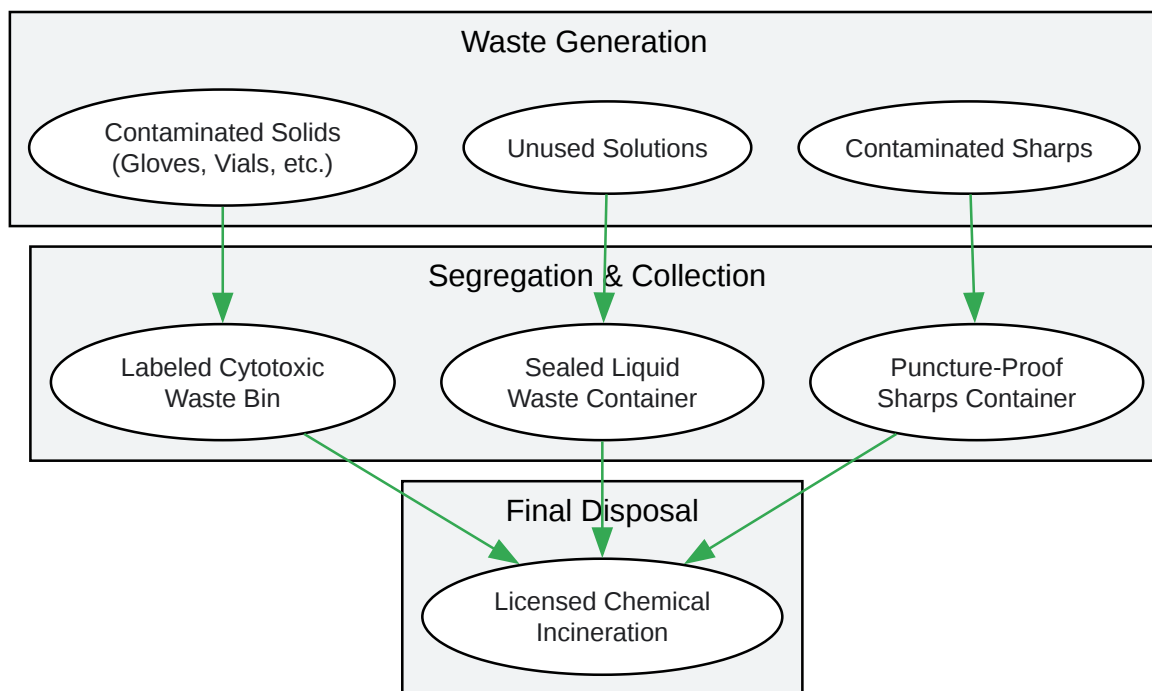 Waste Generation
Contaminated Solids
(Gloves, Vials, etc.)
Unused Solutions
Contaminated Sharps
Segregation & Collection
Labeled Cytotoxic
Waste Bin
Sealed Liquid
Waste Container
Puncture-Proof
Sharps Container
Final Disposal
Licensed Chemical
Incineration